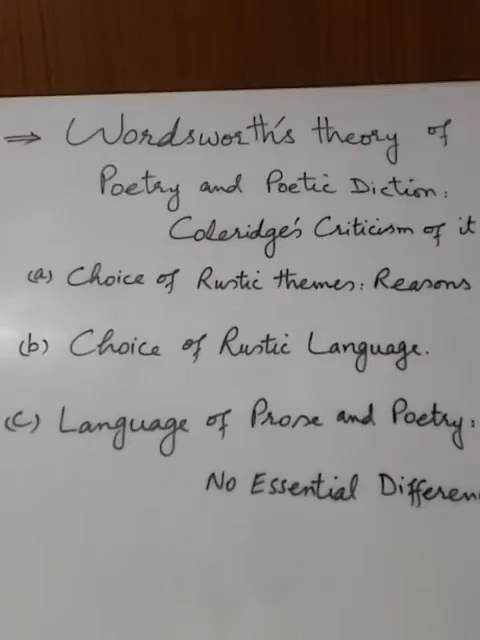 ⇒ Wordsworth's theory of
Poetry and Poetic Diction:
Coleridge's Criticism of it
(a) Choice of Rustic themes: Reasons
(b) Choice of Rustic Language.
(C) Language of Prose and Poetry:
No Essential Differen